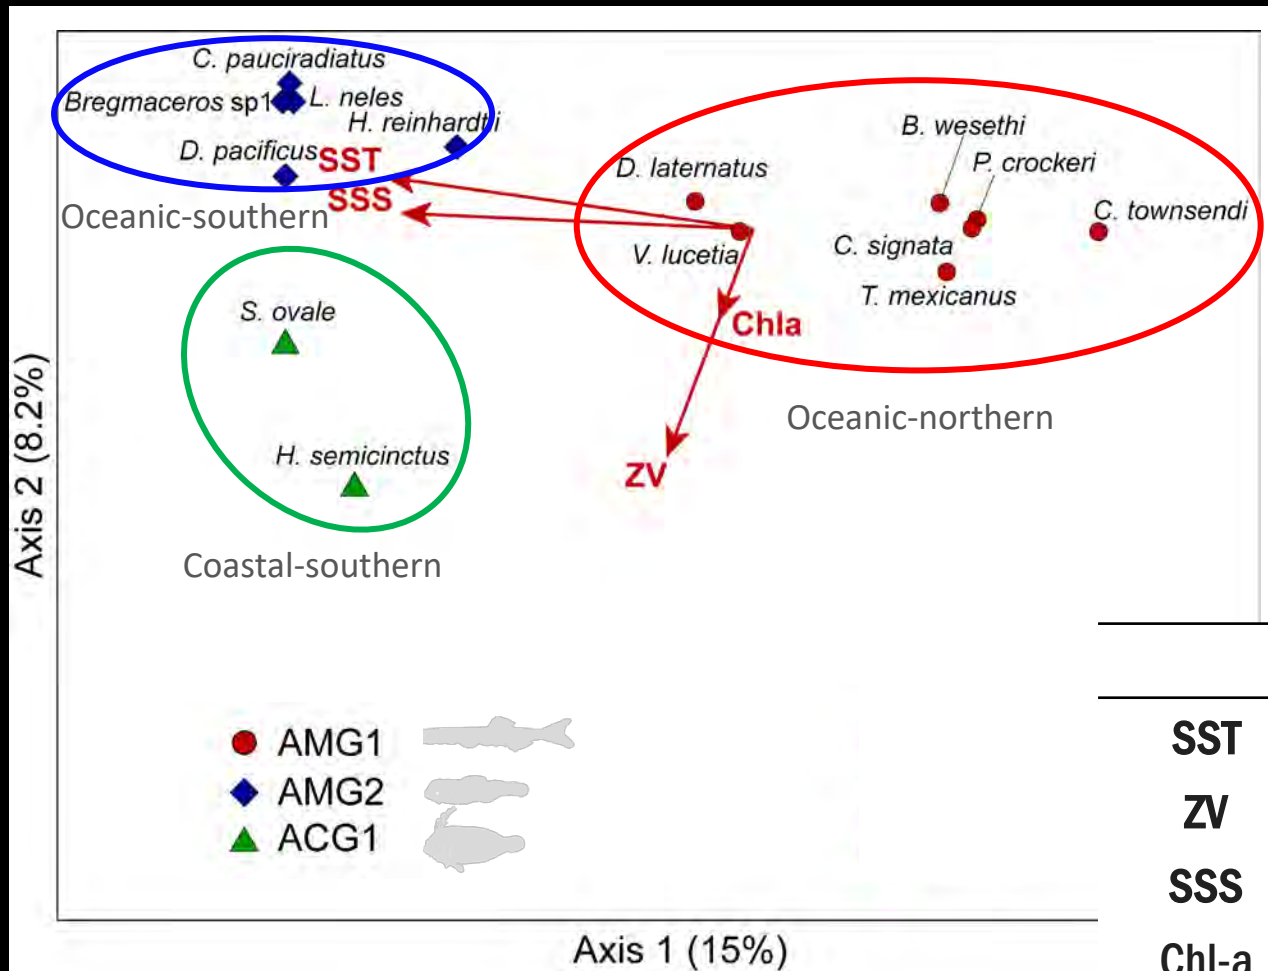 C. pauciradiatus
Bregmaceros sp1
L. neles
H. reinhardtii
D. pacificus
SST
SSS
Oceanic-southern
D. laternatus
V. lucetia
B. wesethi
P. crockeri
C. townsendi
C. signata
T. mexicanus
Chla
ZV
Oceanic-northern
S. ovale
H. semicinctus
Coastal-southern
Axis 2 (8.2%)
AMG1
AMG2
ACG1
Axis 1 (15%)
SST
ZV
SSS
Chl-a